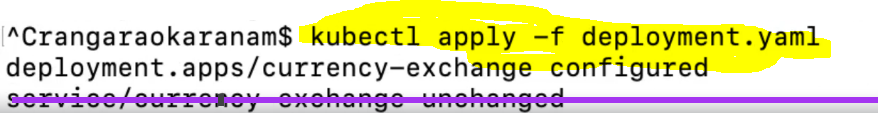 ^Crangaraokaranam$ kubectl apply -f deployment.yaml
deployment.apps/currency-exchange configured
service/currency-exchange unchanged